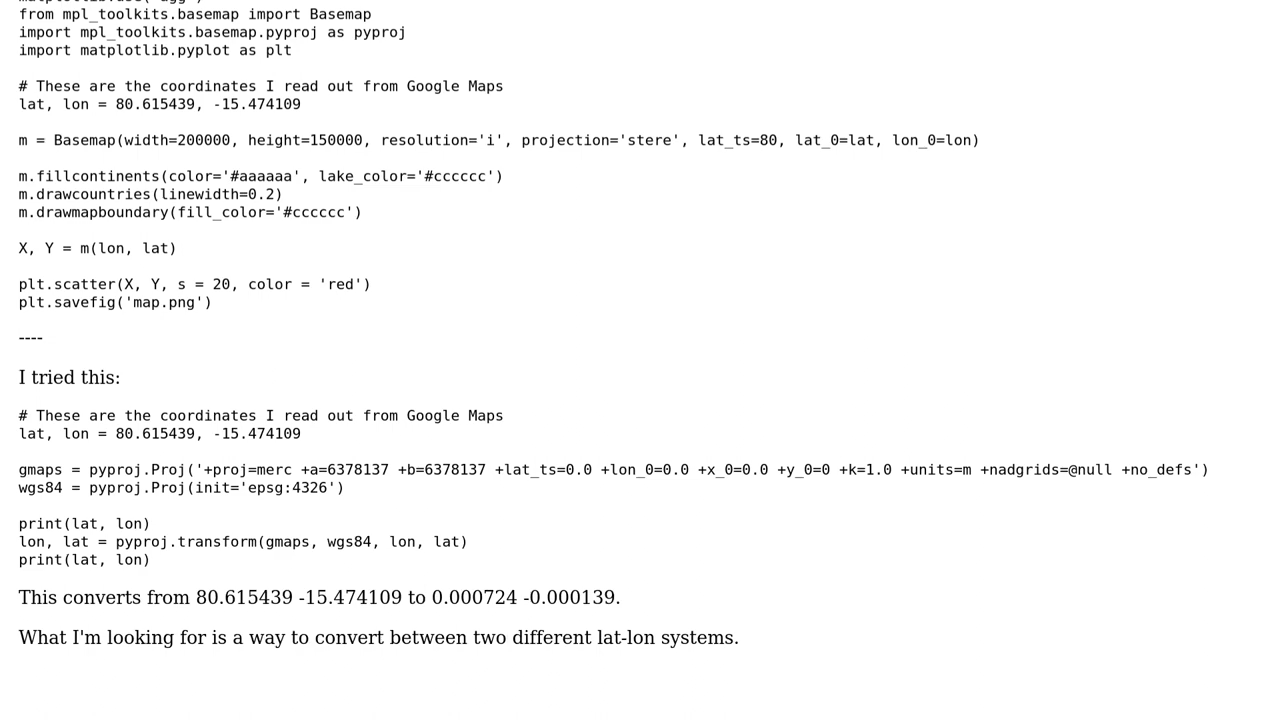 from mpl_toolkits.basemap import Basemap
import mpl_toolkits.basemap.pyproj as pyproj
import matplotlib.pyplot as plt
# These are the coordinates I read out from Google Maps
lat, lon = 80.615439, -15.474109
m = Basemap(width=200000, height=150000, resolution='i', projection='stere', lat_ts=80, lat_0=lat, lon_0=lon)
m.fillcontinents(color='#aaaaaa', lake_color='#cccccc')
m.drawcountries(linewidth=0.2)
m.drawmapboundary(fill_color='#cccccc')
X, Y = m(lon, lat)
plt.scatter(X, Y, s = 20, color = 'red')
plt.savefig('map.png')
----
I tried this:
# These are the coordinates I read out from Google Maps
lat, lon = 80.615439, -15.474109
gmaps = pyproj.Proj('+proj=merc +a=6378137 +b=6378137 +lat_ts=0.0 +lon_0=0.0 +x_0=0.0 +y_0=0 +k=1.0 +units=m +nadgrids=@null +no_defs')
wgs84 = pyproj.Proj(init='epsg:4326')
print(lat, lon)
lon, lat = pyproj.transform(gmaps, wgs84, lon, lat)
print(lat, lon)
This converts from 80.615439 -15.474109 to 0.000724 -0.000139.
What I'm looking for is a way to convert between two different lat-lon systems.